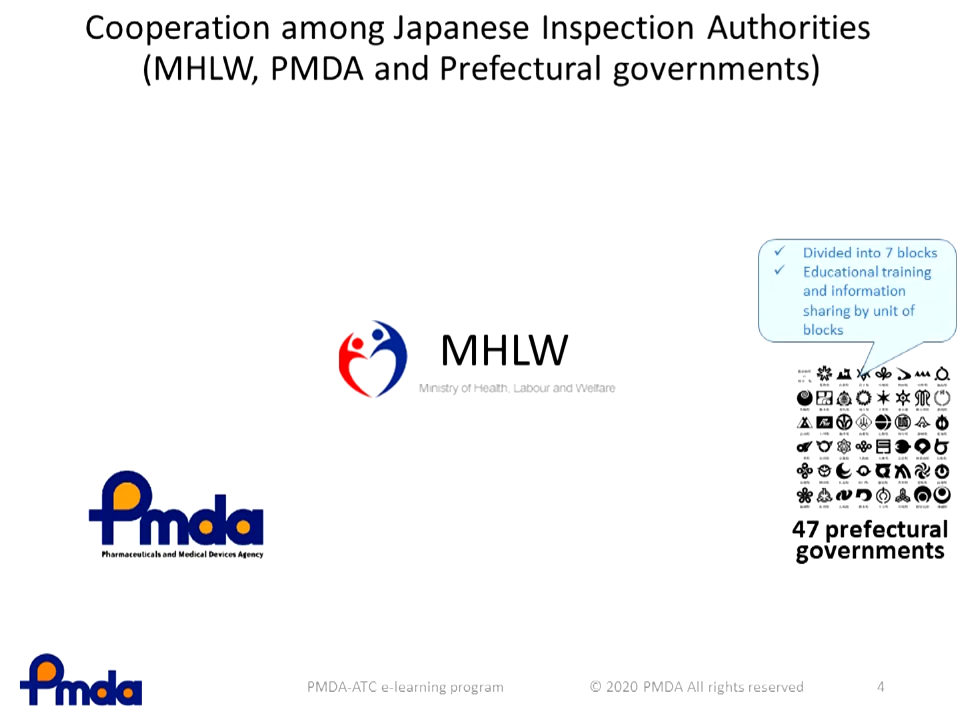 Cooperation among Japanese Inspection Authorities
(MHLW, PMDA and Prefectural governments)
✓ Divided into 7 blocks
✓ Educational training
and information
sharing by unit of
blocks
MHLW
Ministry of Health, Labour and Welfare
Pmda
Pharmaceuticals and Medical Devices Agency
47 prefectural
governments
Pmda
PMDA-ATC e-learning program
© 2020 PMDA All rights reserved
4